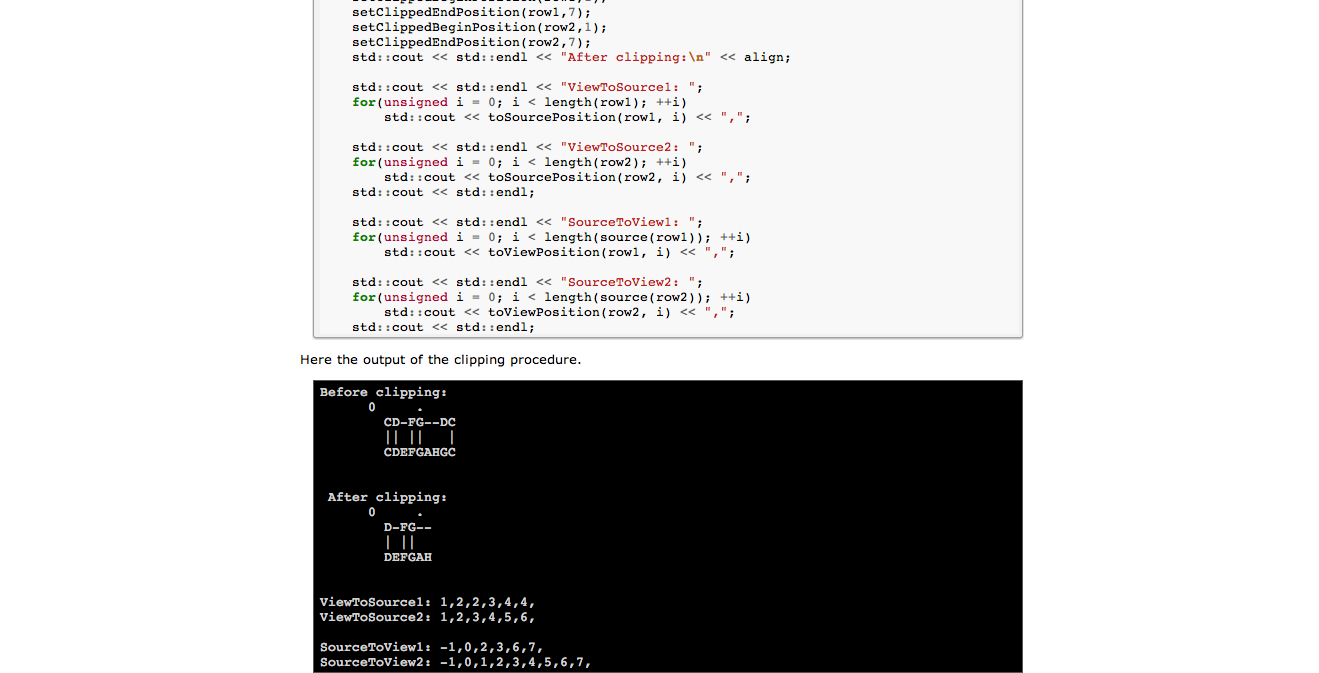 setClippedEndPosition(row1,7);
setClippedBeginPosition(row2,1);
setClippedEndPosition(row2,7);
std::cout << std::endl << "After clipping:\n" << align;
std::cout << std::endl << "ViewToSource1: ";
for(unsigned i = 0; i < length(row1); ++i)
std::cout << toSourcePosition(row1, i) << ",";
std::cout << std::endl << "ViewToSource2: ";
for(unsigned i = 0; i < length(row2); ++i)
std::cout << toSourcePosition(row2, i) << ",";
std::cout << std::endl;
std::cout << std::endl << "SourceToView1: ";
for(unsigned i = 0; i < length(source(row1)); ++i)
std::cout << toViewPosition(row1, i) << ",";
std::cout << std::endl << "SourceToView2: ";
for(unsigned i = 0; i < length(source(row2)); ++i)
std::cout << toViewPosition(row2, i) << ",";
std::cout << std::endl;
Here the output of the clipping procedure.
Before clipping:
0 .
CD-FG--DC
|| || |
CDEFGAHGC
After clipping:
0 .
D-FG--
| ||
DEFGAH
ViewToSource1: 1,2,2,3,4,4,
ViewToSource2: 1,2,3,4,5,6,
SourceToView1: -1,0,2,3,6,7,
SourceToView2: -1,0,1,2,3,4,5,6,7,